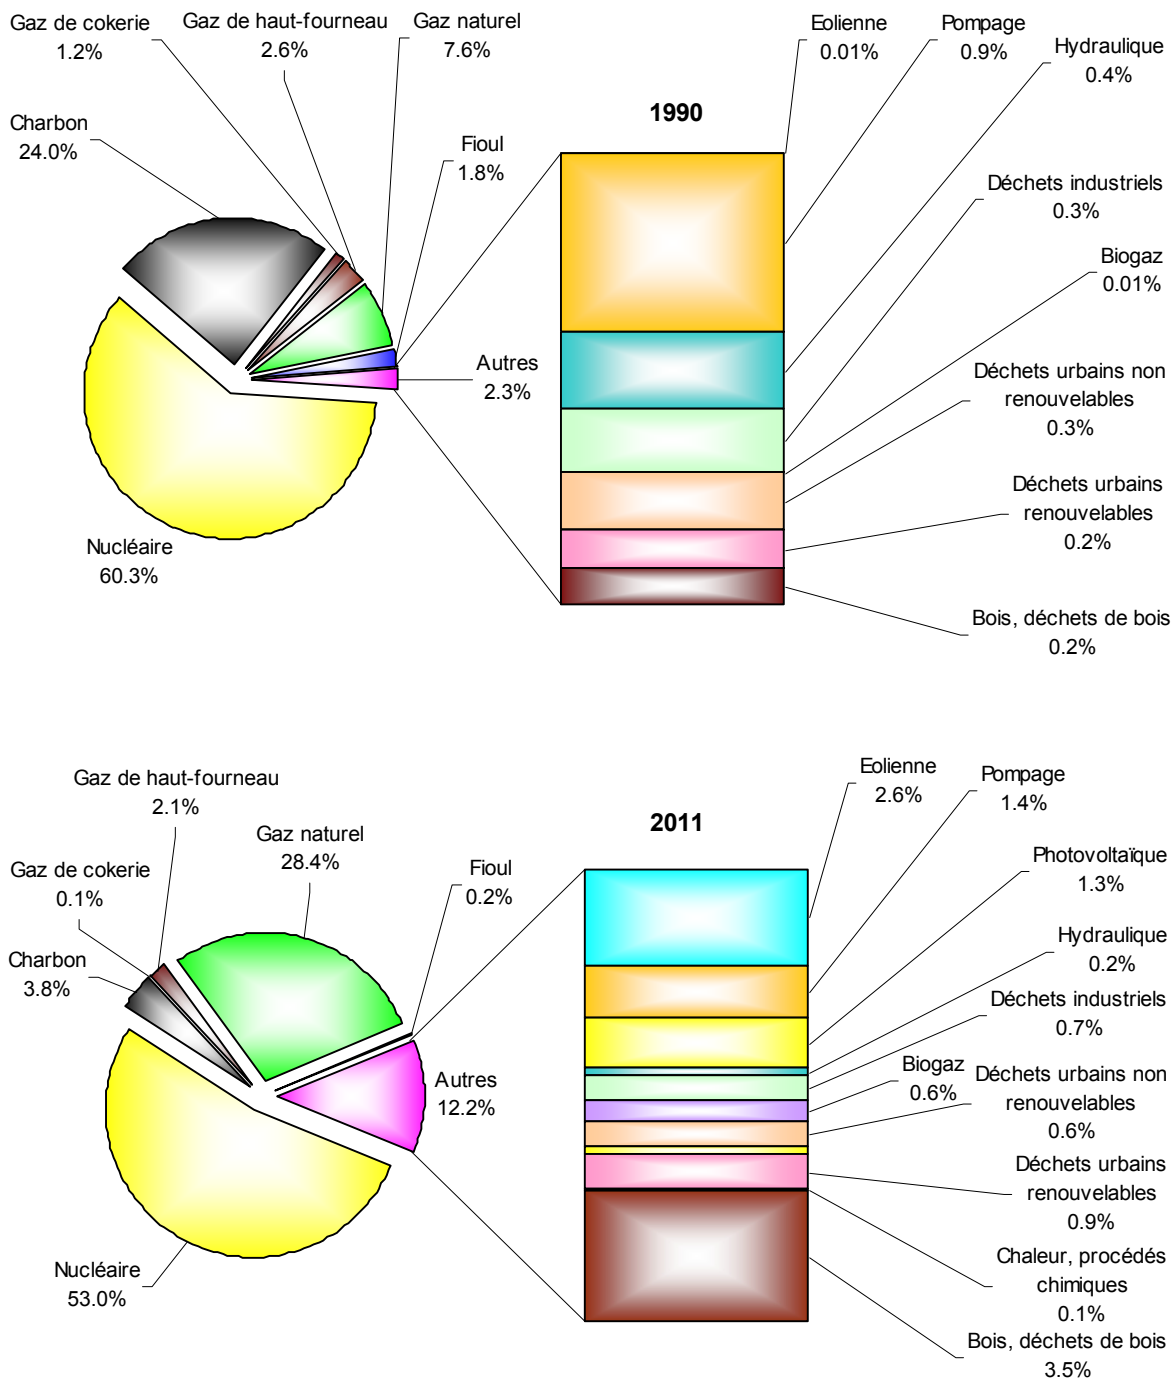 Gaz de cokerie
1.2%
Gaz de haut-fourneau
2.6%
Gaz naturel
7.6%
Eolienne
0.01%
Pompage
0.9%
Hydraulique
0.4%
1990
Charbon
24.0%
Fioul
1.8%
Déchets industriels
0.3%
Biogaz
0.01%
Autres
2.3%
Déchets urbains non
renouvelables
0.3%
Déchets urbains
renouvelables
0.2%
Nucléaire
60.3%
Bois, déchets de bois
0.2%
Gaz de haut-fourneau
2.1%
Eolienne
2.6%
Pompage
1.4%
2011
Gaz naturel
28.4%
Gaz de cokerie
0.1%
Fioul
0.2%
Photovoltaïque
1.3%
Charbon
3.8%
Hydraulique
0.2%
Déchets industriels
0.7%
Biogaz
0.6%
Autres
12.2%
Déchets urbains non
renouvelables
0.6%
Déchets urbains
renouvelables
0.9%
Nucléaire
53.0%
Chaleur, procédés
chimiques
0.1%
Bois, déchets de bois
3.5%